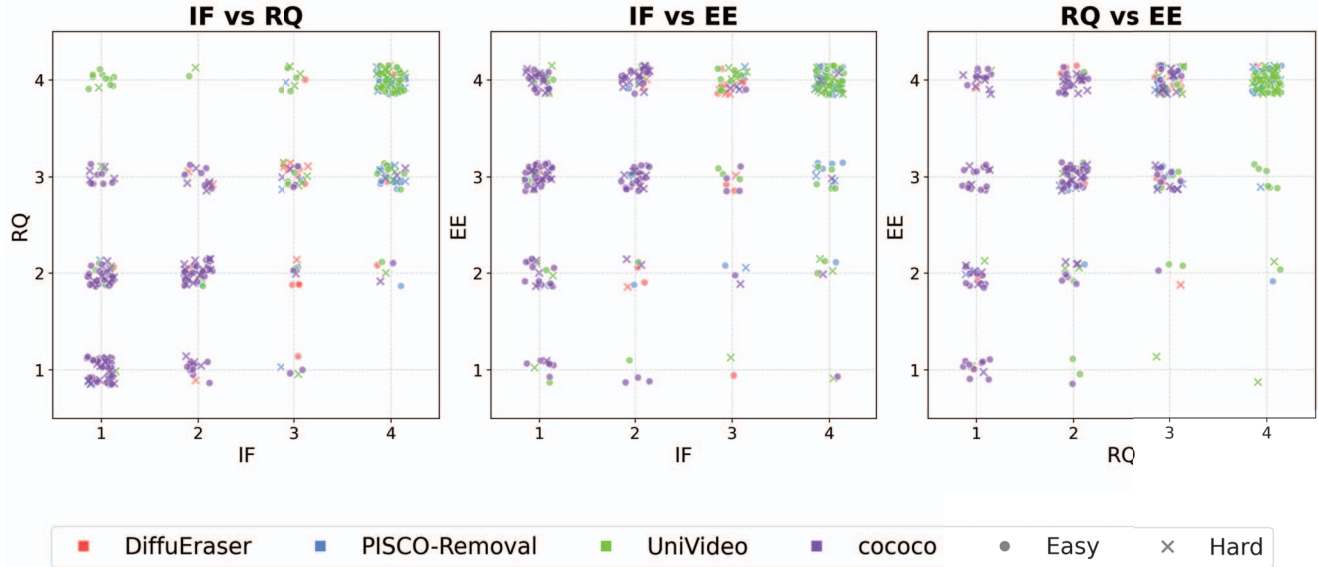 IF vs RQ
IF vs EE
RQ vs EE
RQ
4
3
2
1
1 2 3 4
IF
EE
4
3
2
1
1 2 3 4
IF
EE
4
3
2
1
1 2 3 4
RQ
DiffuEraser PISCO-Removal UniVideo cococo Easy Hard